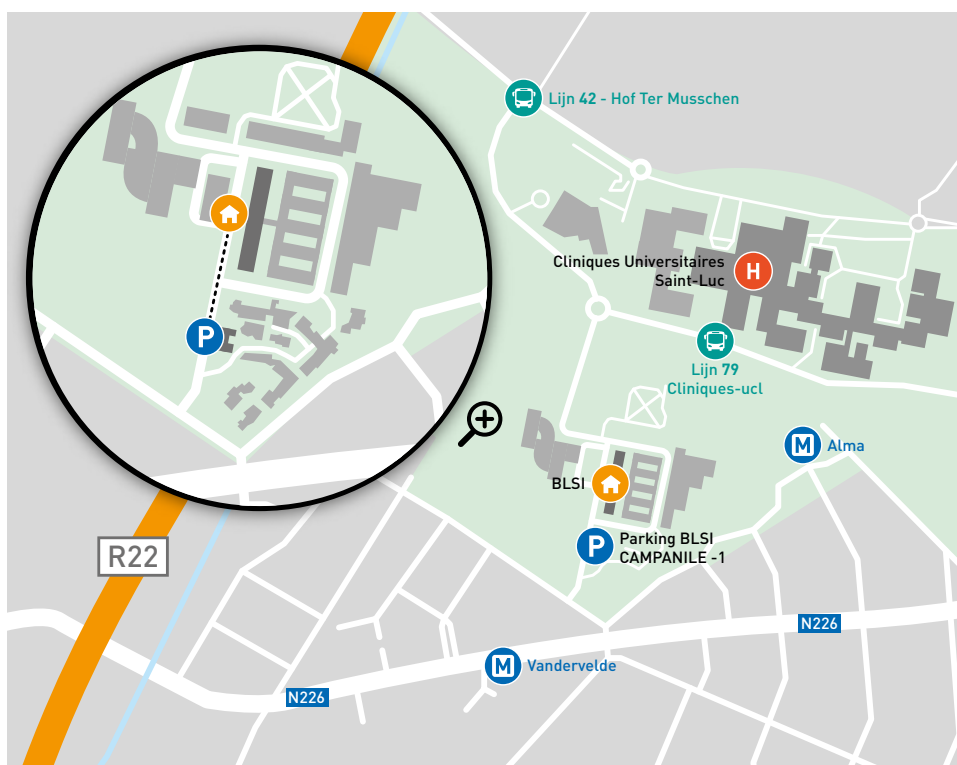 Lijn 42 - Hof Ter Musschen
Cliniques Universitaires
Saint-Luc
H
Lijn 79
Cliniques-ucl
P
M
Alma
BLSI
P
Parking BLSI
CAMPANILE -1
R22
N226
M
Vandervelde
N226